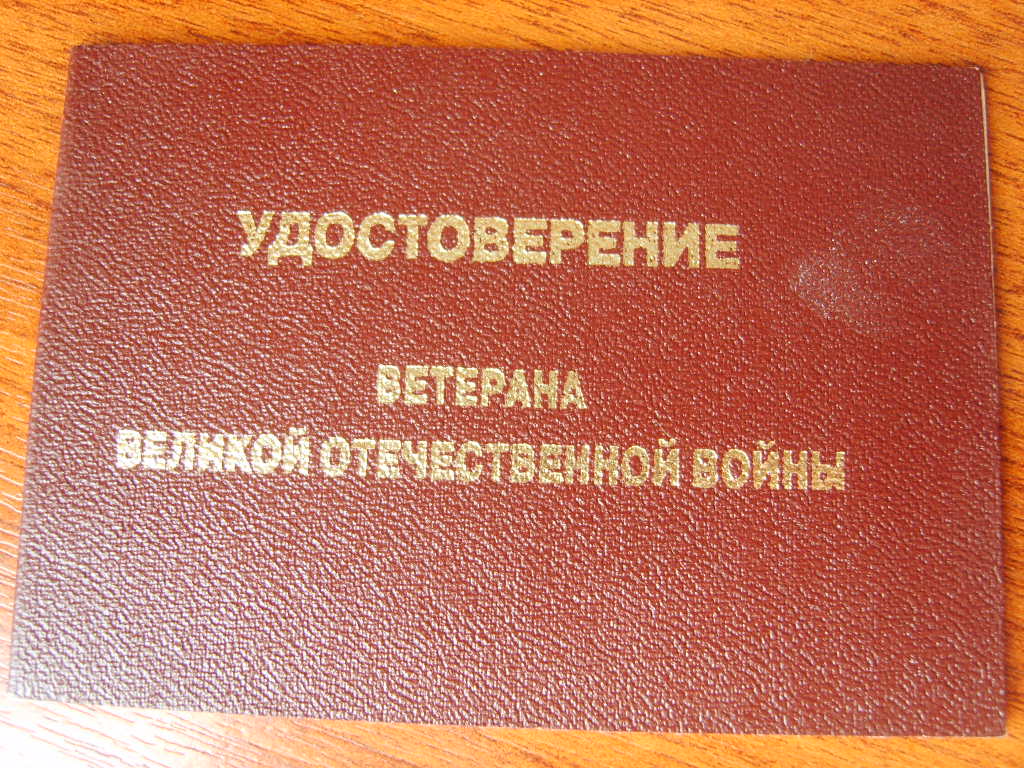 УДОСТОВЕРЕНИЕ
ВЕТЕРАНА
ВЕЛИКОЙ ОТЕЧЕСТВЕННОЙ ВОЙНЫ